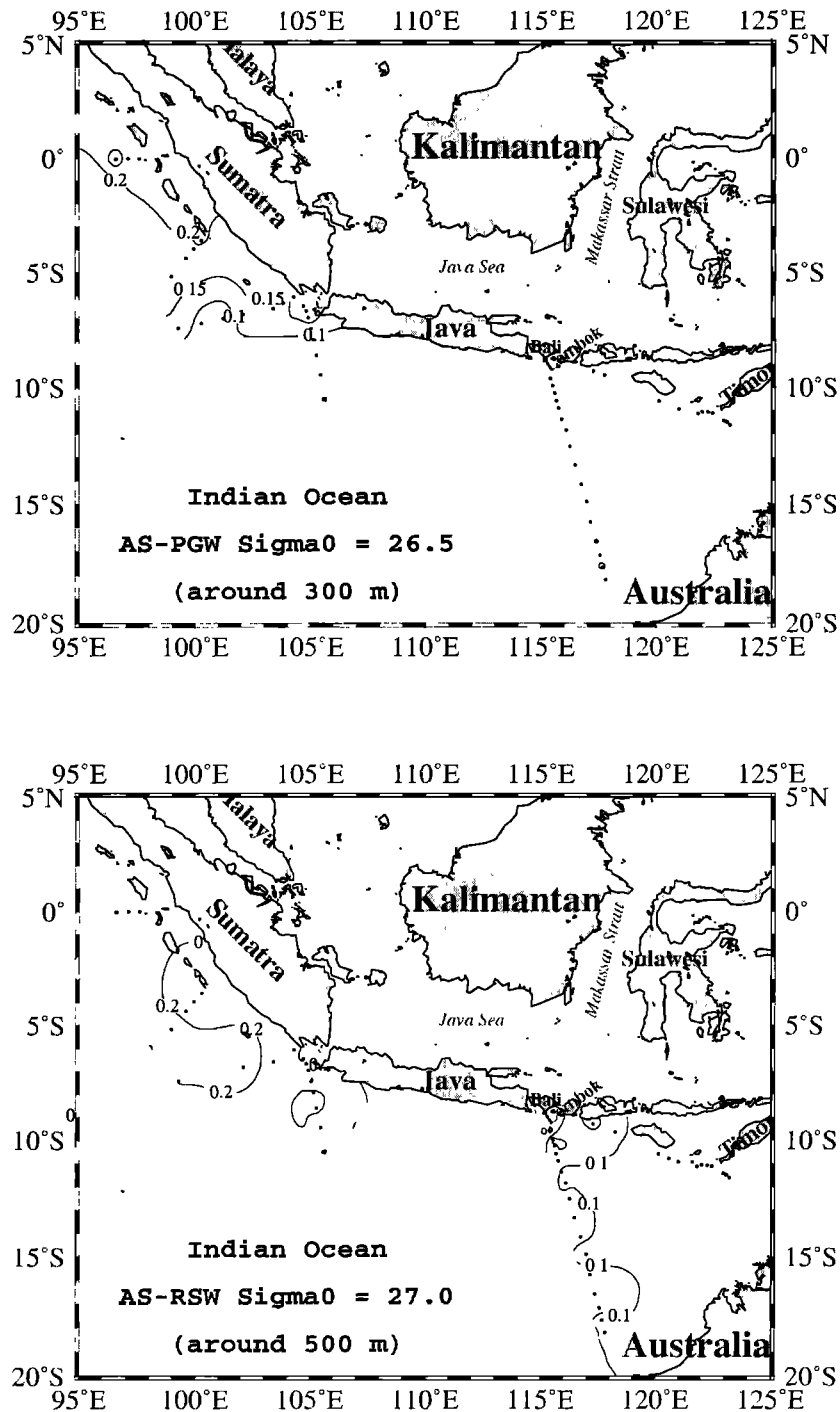 95°E 100°E 105°E 110°E 115°E 120°E 125°E
5°N 5°N
Kalimantan
0° 0°
0.2
Sumatra
Makassar Strait
Sulawesi
0.2
Java Sea
5°S 5°S
0.15 0.15
0.1 0.1
Java
Bali
10°S 10°S
15°S 15°S
Indian Ocean
AS-PGW Sigma0 = 26.5
(around 300 m)
Australia
20°S 20°S
95°E 100°E 105°E 110°E 115°E 120°E 125°E
95°E 100°E 105°E 110°E 115°E 120°E 125°E
5°N 5°N
Kalimantan
0° 0°
Sumatra
Makassar Strait
Sulawesi
0.2
Java Sea
5°S 0.2 5°S
0.2
Java
Bali
0
10°S 10°S
0 1
0.1
15°S 15°S
Indian Ocean
0 1
AS-RSW Sigma0 = 27.0
0.1
(around 500 m)
Australia
20°S 20°S
95°E 100°E 105°E 110°E 115°E 120°E 125°E